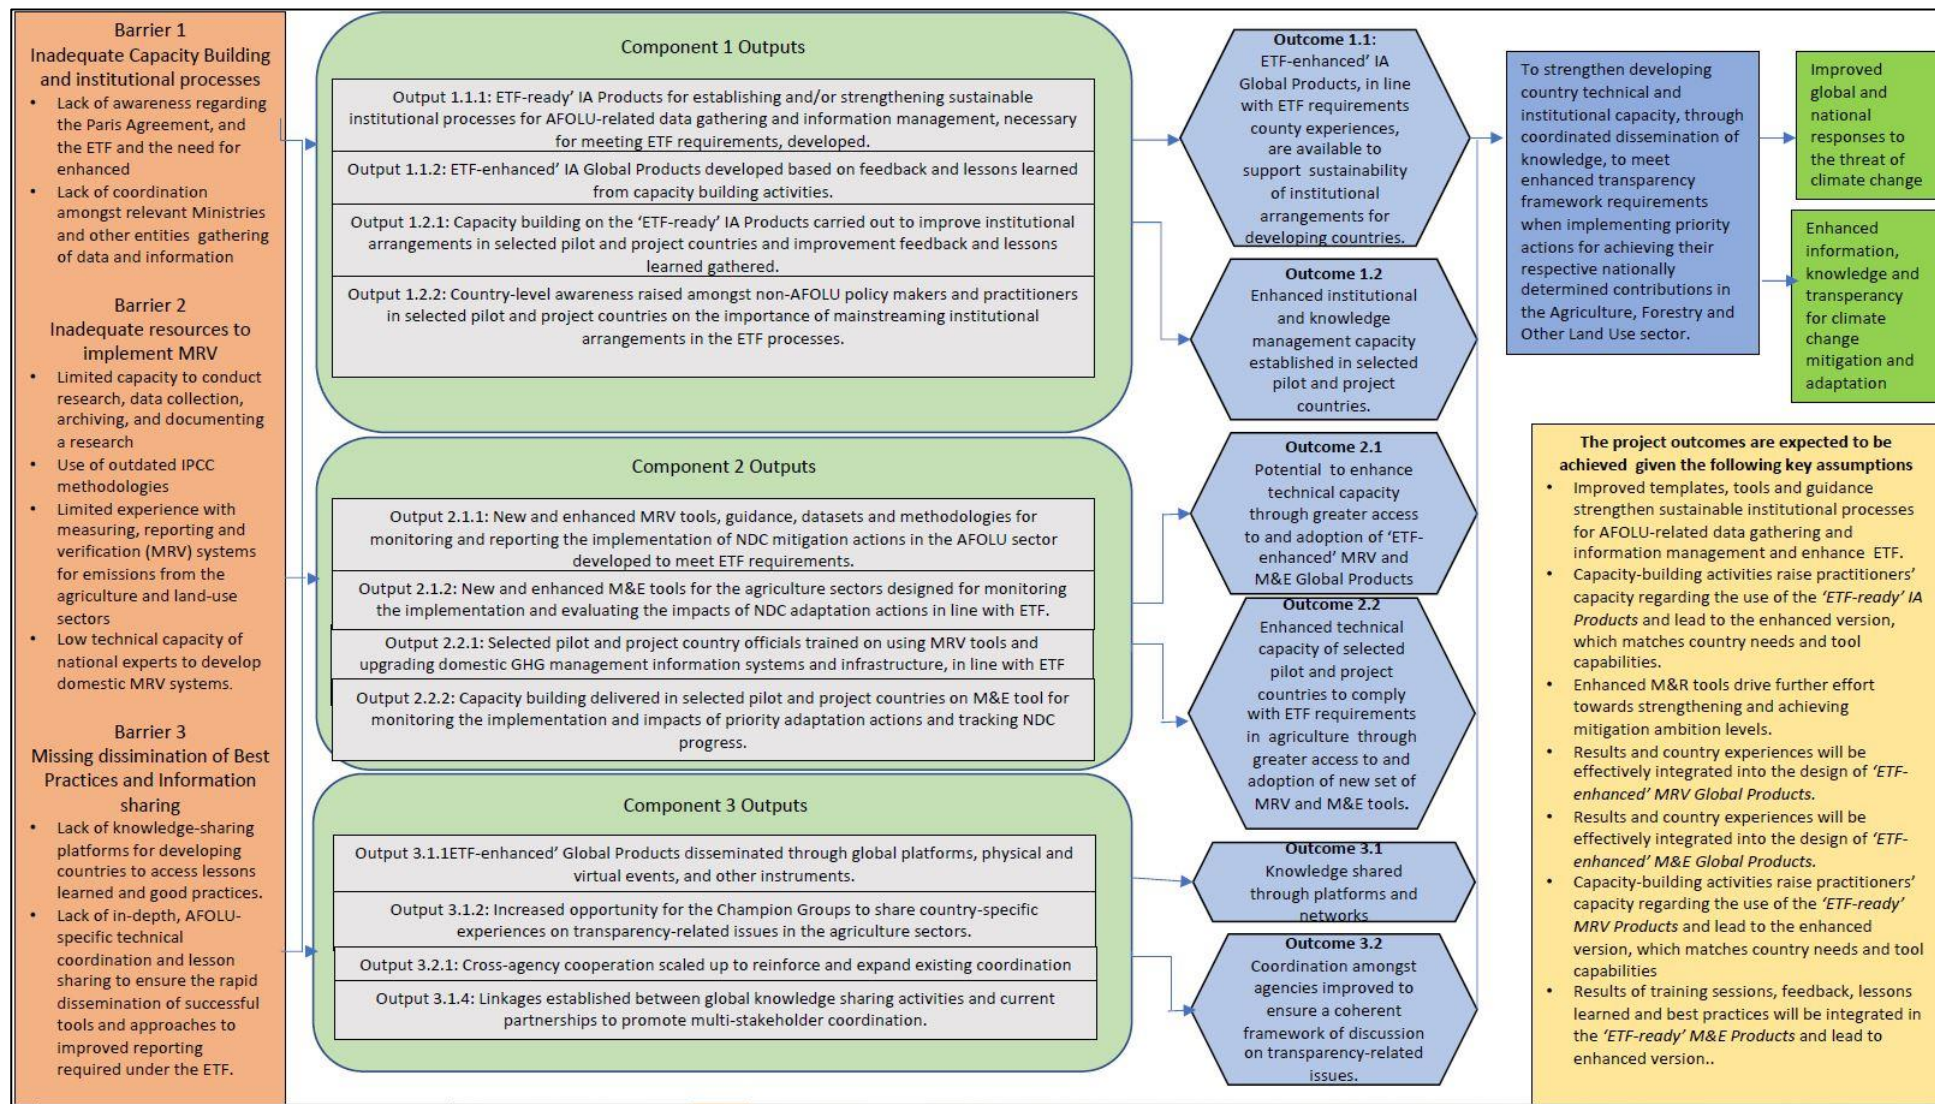 Barrier 1
Inadequate Capacity Building
and institutional processes
• Lack of awareness regarding
the Paris Agreement, and
the ETF and the need for
enhanced
• Lack of coordination
amongst relevant Ministries
and other entities gathering
of data and information
Barrier 2
Inadequate resources to
implement MRV
• Limited capacity to conduct
research, data collection,
archiving, and documenting
a research
• Use of outdated IPCC
methodologies
• Limited experience with
measuring, reporting and
verification (MRV) systems
for emissions from the
agriculture and land-use
sectors
• Low technical capacity of
national experts to develop
domestic MRV systems.
Barrier 3
Missing dissimination of Best
Practices and Information
sharing
• Lack of knowledge-sharing
platforms for developing
countries to access lessons
learned and good practices.
• Lack of in-depth, AFOLU-
specific technical
coordination and lesson
sharing to ensure the rapid
dissemination of successful
tools and approaches to
improved reporting
required under the ETF.
Component 1 Outputs
Output 1.1.1: ETF-ready’ IA Products for establishing and/or strengthening sustainable
institutional processes for AFOLU-related data gathering and information management, necessary
for meeting ETF requirements, developed.
Output 1.1.2: ETF-enhanced’ IA Global Products developed based on feedback and lessons learned
from capacity building activities.
Output 1.2.1: Capacity building on the ‘ETF-ready’ IA Products carried out to improve institutional
arrangements in selected pilot and project countries and improvement feedback and lessons
learned gathered.
Output 1.2.2: Country-level awareness raised amongst non-AFOLU policy makers and practitioners
in selected pilot and project countries on the importance of mainstreaming institutional
arrangements in the ETF processes.
Component 2 Outputs
Output 2.1.1: New and enhanced MRV tools, guidance, datasets and methodologies for
monitoring and reporting the implementation of NDC mitigation actions in the AFOLU sector
developed to meet ETF requirements.
Output 2.1.2: New and enhanced M&E tools for the agriculture sectors designed for monitoring
the implementation and evaluating the impacts of NDC adaptation actions in line with ETF.
Output 2.2.1: Selected pilot and project country officials trained on using MRV tools and
upgrading domestic GHG management information systems and infrastructure, in line with ETF
Output 2.2.2: Capacity building delivered in selected pilot and project countries on M&E tool for
monitoring the implementation and impacts of priority adaptation actions and tracking NDC
progress.
Component 3 Outputs
Output 3.1.1ETF-enhanced’ Global Products disseminated through global platforms, physical and
virtual events, and other instruments.
Output 3.1.2: Increased opportunity for the Champion Groups to share country-specific
experiences on transparency-related issues in the agriculture sectors.
Output 3.2.1: Cross-agency cooperation scaled up to reinforce and expand existing coordination
Output 3.1.4: Linkages established between global knowledge sharing activities and current
partnerships to promote multi-stakeholder coordination.
Outcome 1.1:
ETF-enhanced’ IA
Global Products, in line
with ETF requirements
county experiences,
are available to
support sustainability
of institutional
arrangements for
developing countries.
Outcome 1.2
Enhanced institutional
and knowledge
management capacity
established in selected
pilot and project
countries.
Outcome 2.1
Potential to enhance
technical capacity
through greater access
to and adoption of ‘ETF-
enhanced’ MRV and
M&E Global Products
Outcome 2.2
Enhanced technical
capacity of selected
pilot and project
countries to comply
with ETF requirements
in agriculture through
greater access to and
adoption of new set of
MRV and M&E tools.
Outcome 3.1
Knowledge shared
through platforms and
networks
Outcome 3.2
Coordination amongst
agencies improved to
ensure a coherent
framework of discussion
on transparency-related
issues.
To strengthen developing
country technical and
institutional capacity, through
coordinated dissemination of
knowledge, to meet
enhanced transparency
framework requirements
when implementing priority
actions for achieving their
respective nationally
determined contributions in
the Agriculture, Forestry and
Other Land Use sector.
Improved
global and
national
responses to
the threat of
climate change
Enhanced
information,
knowledge and
transperancy
for climate
change
mitigation and
adaptation
The project outcomes are expected to be
achieved given the following key assumptions
• Improved templates, tools and guidance
strengthen sustainable institutional processes
for AFOLU-related data gathering and
information management and enhance ETF.
• Capacity-building activities raise practitioners’
capacity regarding the use of the ‘ETF-ready’ IA
Products and lead to the enhanced version,
which matches country needs and tool
capabilities.
• Enhanced M&R tools drive further effort
towards strengthening and achieving
mitigation ambition levels.
• Results and country experiences will be
effectively integrated into the design of ‘ETF-
enhanced’ MRV Global Products.
• Results and country experiences will be
effectively integrated into the design of ‘ETF-
enhanced’ M&E Global Products.
• Capacity-building activities raise practitioners’
capacity regarding the use of the ‘ETF-ready’
MRV Products and lead to the enhanced
version, which matches country needs and tool
capabilities
• Results of training sessions, feedback, lessons
learned and best practices will be integrated in
the ‘ETF-ready’ M&E Products and lead to
enhanced version..